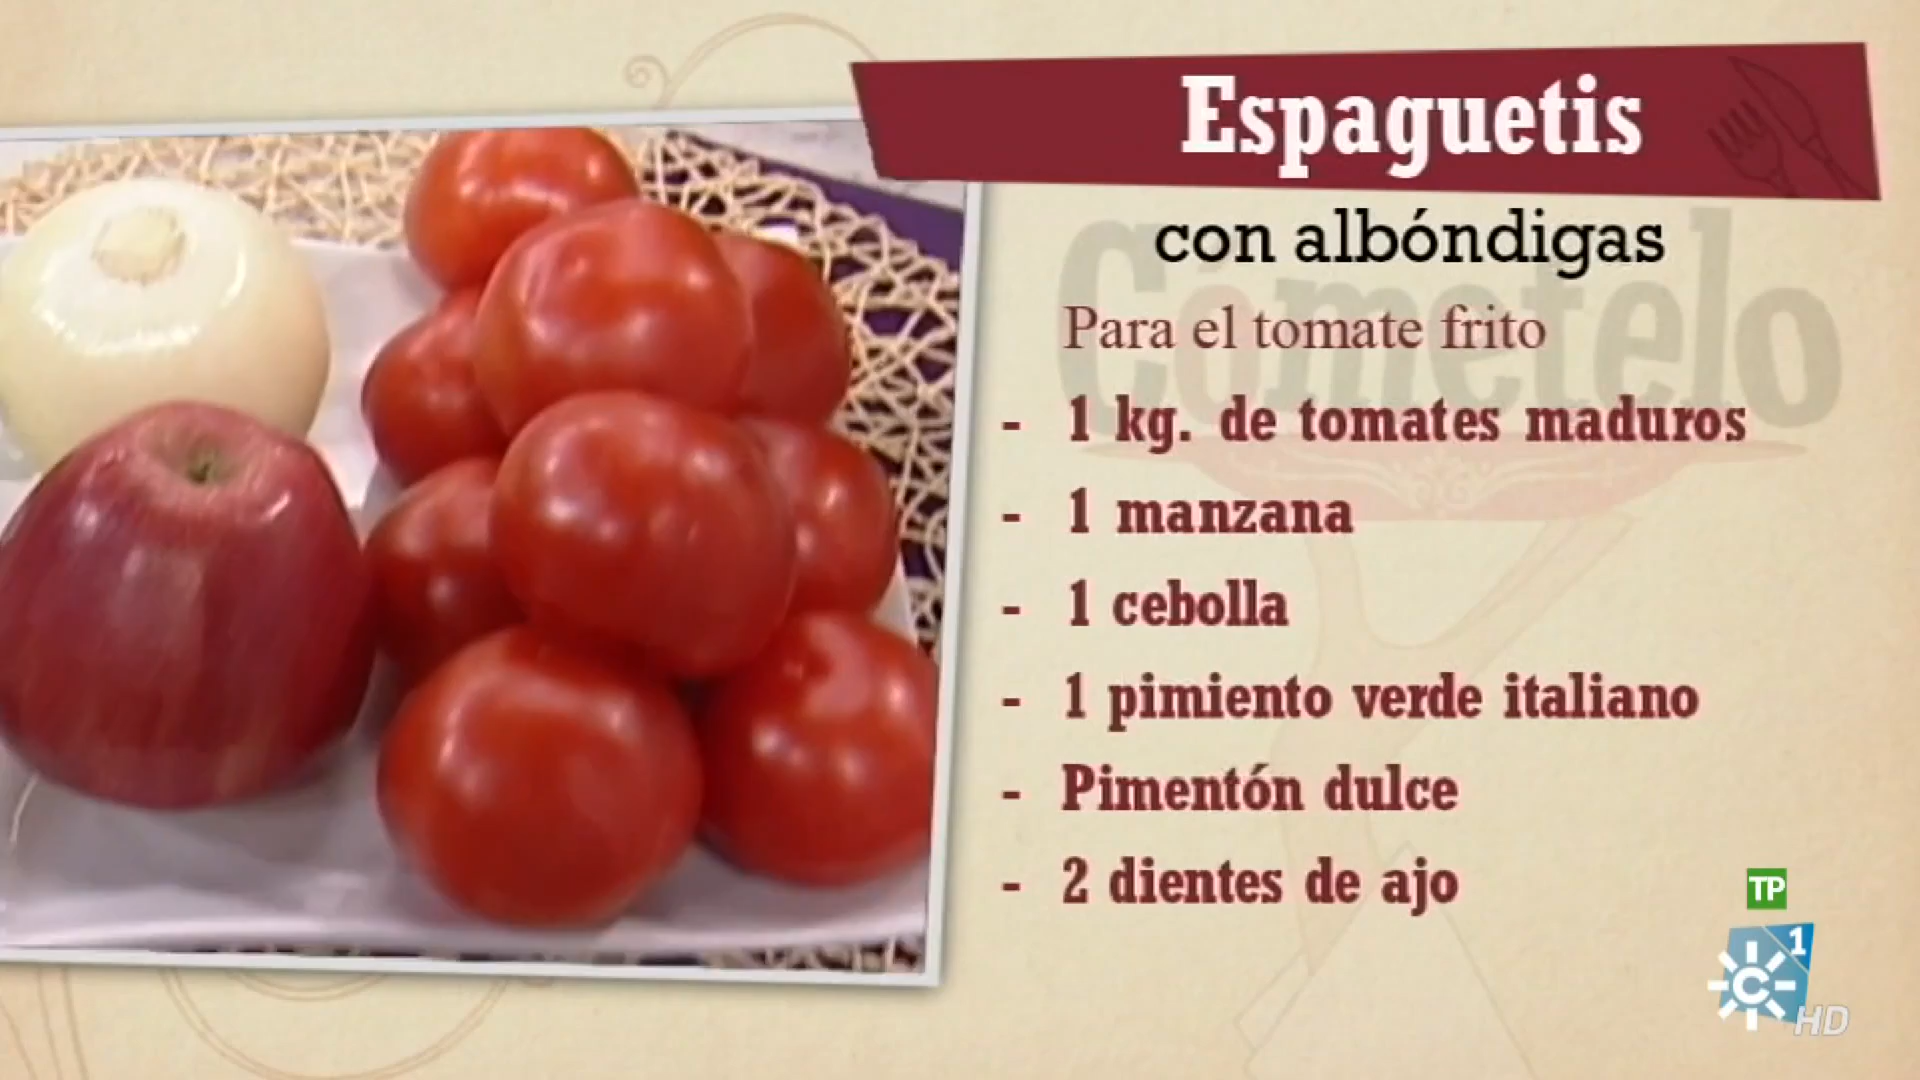 Espaguetis
con albóndigas
Cómetelo
Para el tomate frito
- 1 kg. de tomates maduros
- 1 manzana
- 1 cebolla
- 1 pimiento verde italiano
- Pimentón dulce
- 2 dientes de ajo
TP
1
C
HD